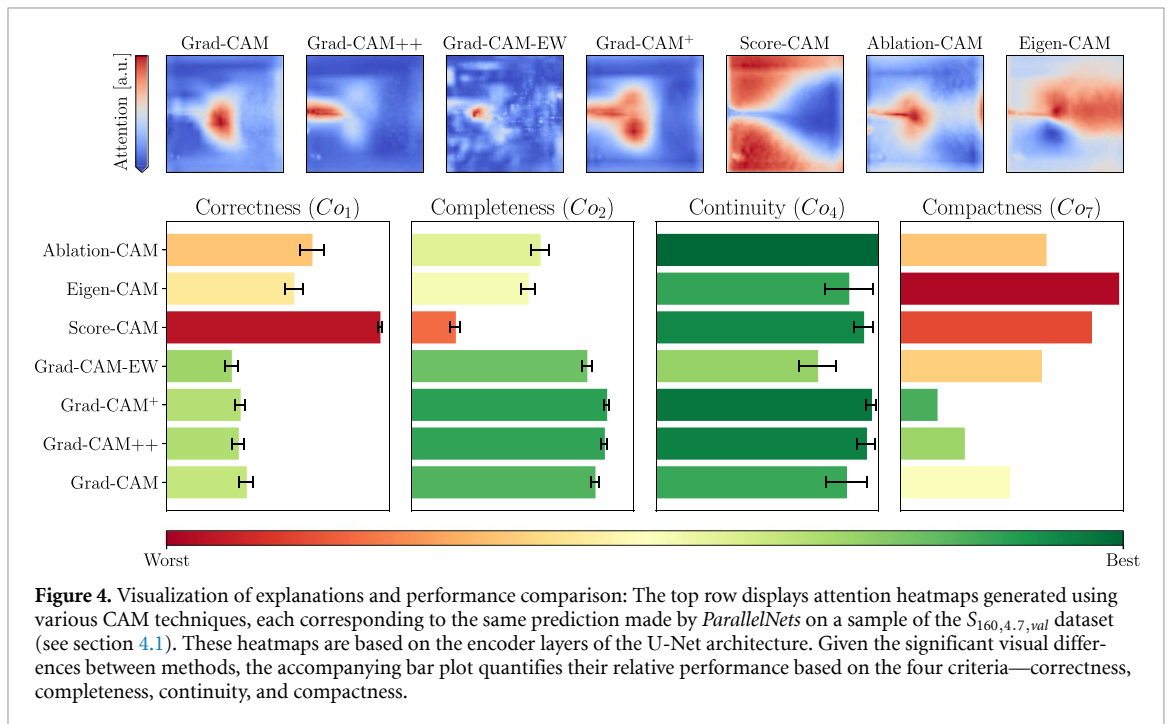 Grad-CAM
Grad-CAM++
Grad-CAM-EW
Grad-CAM⁺
Score-CAM
Ablation-CAM
Eigen-CAM
Attention [a.u.]
Correctness (Co₁)
Completeness (Co₂)
Continuity (Co₄)
Compactness (Co₇)
Ablation-CAM
Eigen-CAM
Score-CAM
Grad-CAM-EW
Grad-CAM⁺
Grad-CAM++
Grad-CAM
Worst
Best
Figure 4. Visualization of explanations and performance comparison: The top row displays attention heatmaps generated using
various CAM techniques, each corresponding to the same prediction made by ParallelNets on a sample of the S₁₆₀,₄.₇,val dataset
(see section 4.1). These heatmaps are based on the encoder layers of the U-Net architecture. Given the significant visual differ-
ences between methods, the accompanying bar plot quantifies their relative performance based on the four criteria—correctness,
completeness, continuity, and compactness.